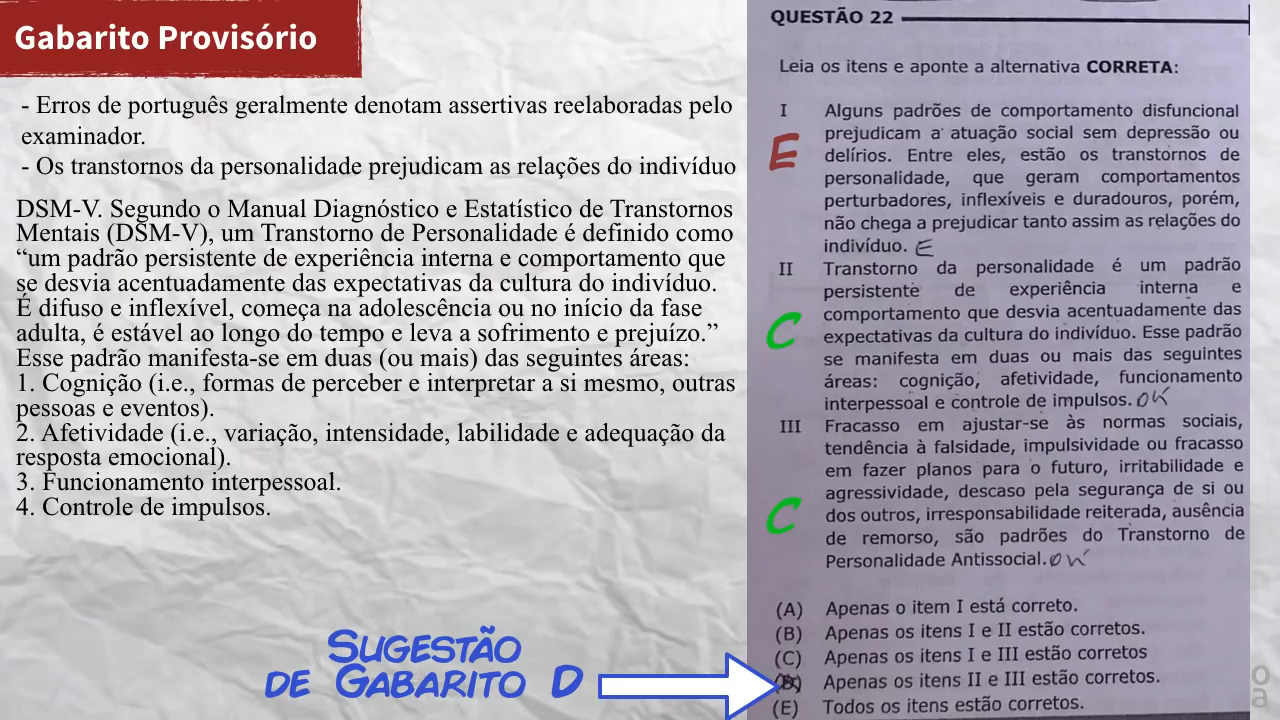 Gabarito Provisório
- Erros de português geralmente denotam assertivas reelaboradas pelo
examinador.
- Os transtornos da personalidade prejudicam as relações do indivíduo
DSM-V. Segundo o Manual Diagnóstico e Estatístico de Transtornos
Mentais (DSM-V), um Transtorno de Personalidade é definido como
“um padrão persistente de experiência interna e comportamento que
se desvia acentuadamente das expectativas da cultura do indivíduo.
É difuso e inflexível, começa na adolescência ou no início da fase
adulta, é estável ao longo do tempo e leva a sofrimento e prejuízo.”
Esse padrão manifesta-se em duas (ou mais) das seguintes áreas:
1. Cognição (i.e., formas de perceber e interpretar a si mesmo, outras
pessoas e eventos).
2. Afetividade (i.e., variação, intensidade, labilidade e adequação da
resposta emocional).
3. Funcionamento interpessoal.
4. Controle de impulsos.
SUGESTÃO
DE GABARITO D
QUESTÃO 22
Leia os itens e aponte a alternativa CORRETA:
I Alguns padrões de comportamento disfuncional
prejudicam a atuação social sem depressão ou
E delírios. Entre eles, estão os transtornos de
personalidade, que geram comportamentos
perturbadores, inflexíveis e duradouros, porém,
não chega a prejudicar tanto assim as relações do
indivíduo. E
II Transtorno da personalidade é um padrão
persistente de experiência interna e
comportamento que desvia acentuadamente das
C expectativas da cultura do indivíduo. Esse padrão
se manifesta em duas ou mais das seguintes
áreas: cognição, afetividade, funcionamento
interpessoal e controle de impulsos. OK
III Fracasso em ajustar-se às normas sociais,
tendência à falsidade, impulsividade ou fracasso
em fazer planos para o futuro, irritabilidade e
agressividade, descaso pela segurança de si ou
C dos outros, irresponsabilidade reiterada, ausência
de remorso, são padrões do Transtorno de
Personalidade Antissocial. OK
(A) Apenas o item I está correto.
(B) Apenas os itens I e II estão corretos.
(C) Apenas os itens I e III estão corretos
(D) Apenas os itens II e III estão corretos.
(E) Todos os itens estão corretos.